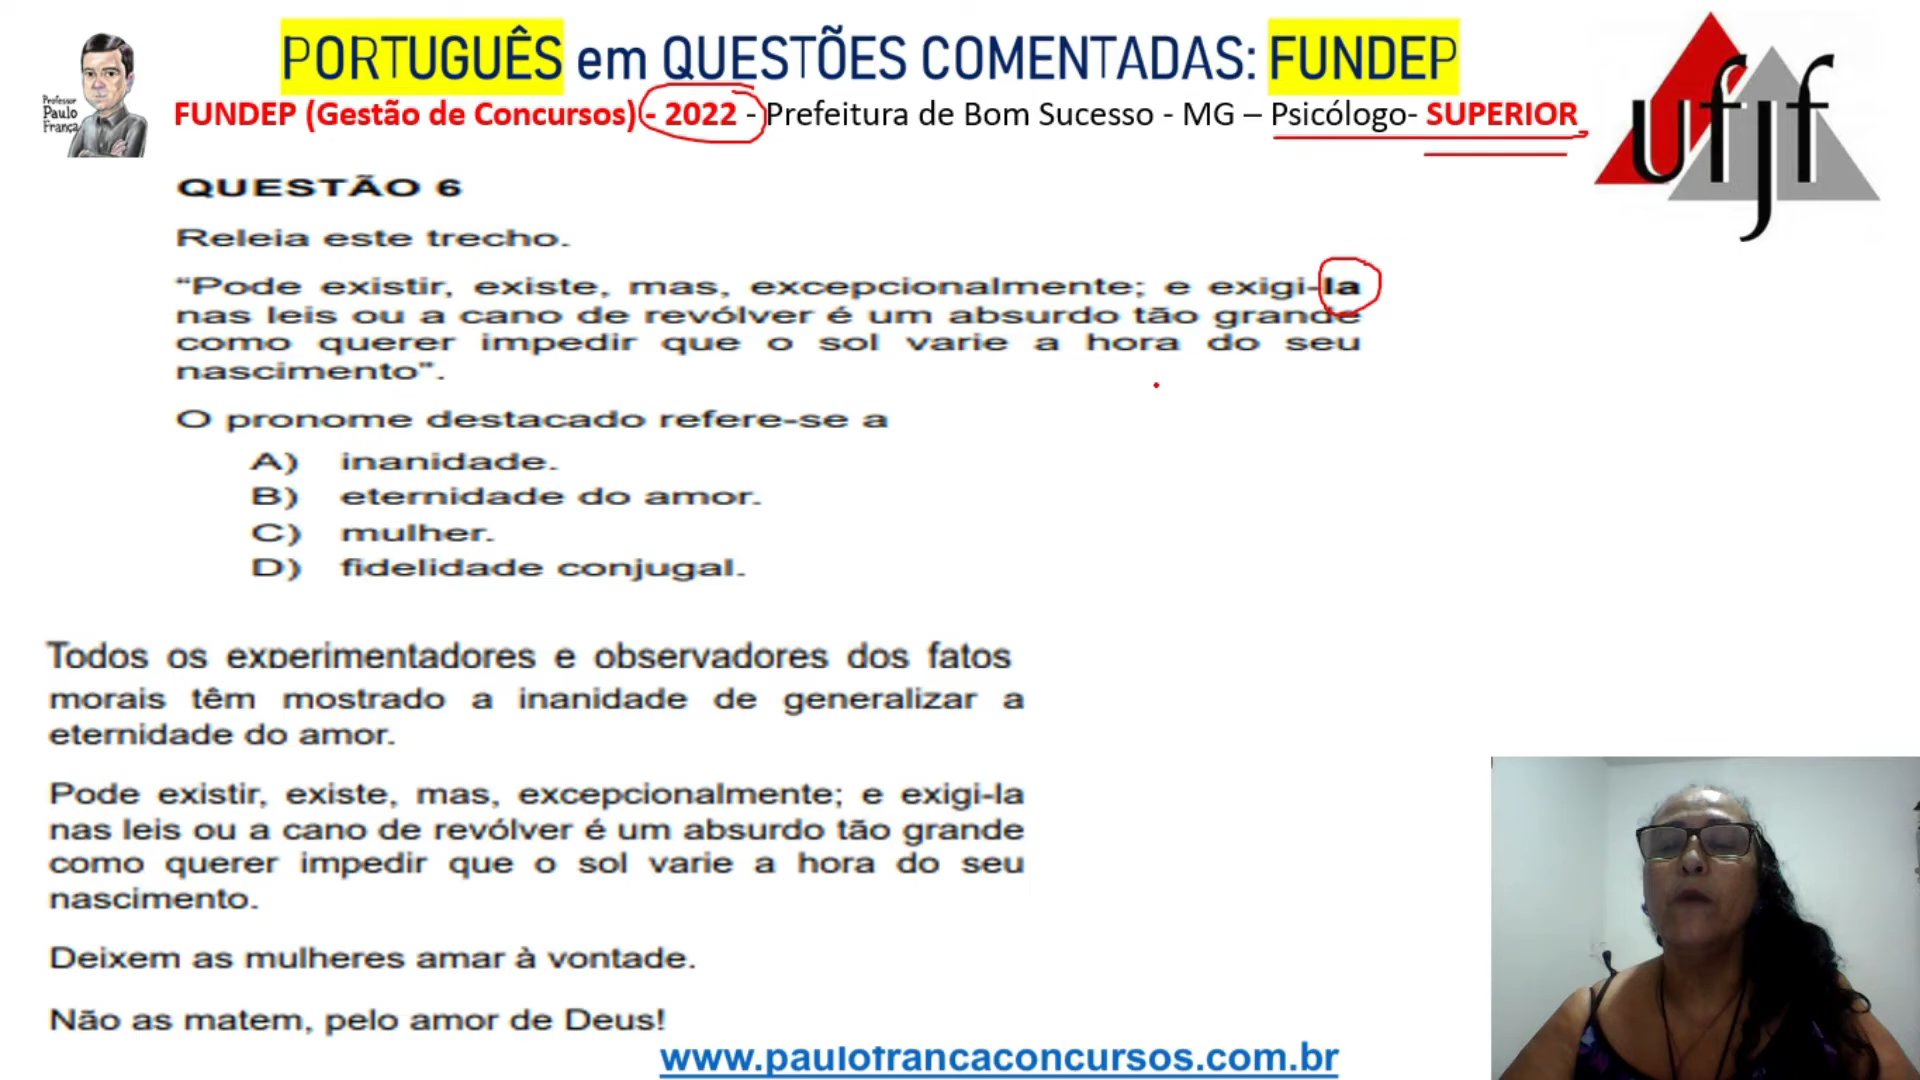 PORTUGUÊS em QUESTÕES COMENTADAS: FUNDEP
Professor
Paulo
França
FUNDEP (Gestão de Concursos) - 2022 - Prefeitura de Bom Sucesso - MG – Psicólogo- SUPERIOR
ufjf
QUESTÃO 6
Releia este trecho.
“Pode existir, existe, mas, excepcionalmente; e exigi-la
nas leis ou a cano de revólver é um absurdo tão grande
como querer impedir que o sol varie a hora do seu
nascimento”.
O pronome destacado refere-se a
A) inanidade.
B) eternidade do amor.
C) mulher.
D) fidelidade conjugal.
Todos os experimentadores e observadores dos fatos
morais têm mostrado a inanidade de generalizar a
eternidade do amor.
Pode existir, existe, mas, excepcionalmente; e exigi-la
nas leis ou a cano de revólver é um absurdo tão grande
como querer impedir que o sol varie a hora do seu
nascimento.
Deixem as mulheres amar à vontade.
Não as matem, pelo amor de Deus!
www.paulofrancaconcursos.com.br